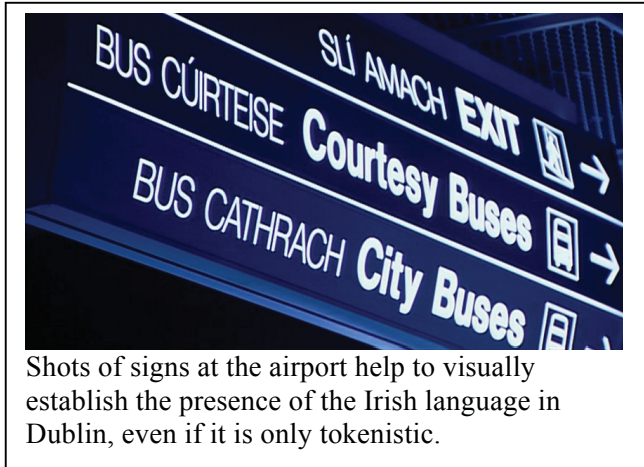 SLÍ AMACH EXIT
BUS CÚIRTEISE Courtesy Buses
BUS CATHRACH City Buses
Shots of signs at the airport help to visually
establish the presence of the Irish language in
Dublin, even if it is only tokenistic.